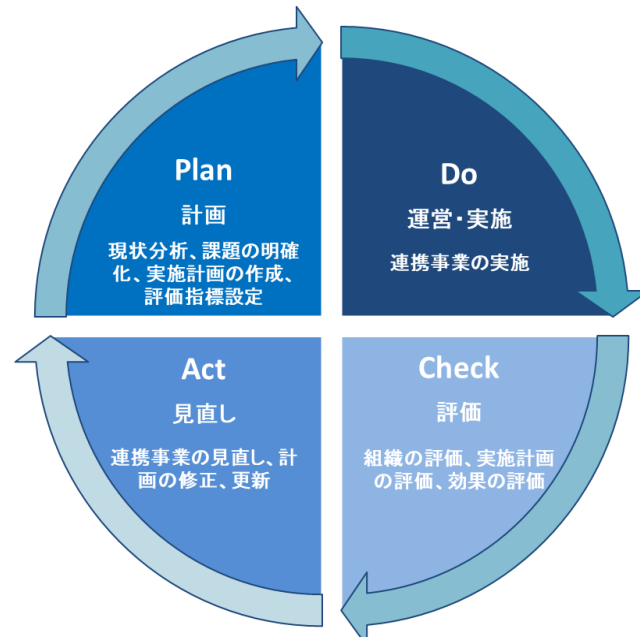 Plan
計画
現状分析、課題の明確
化、実施計画の作成、
評価指標設定
Do
運営・実施
連携事業の実施
Act
見直し
連携事業の見直し、計
画の修正、更新
Check
評価
組織の評価、実施計画
の評価、効果の評価